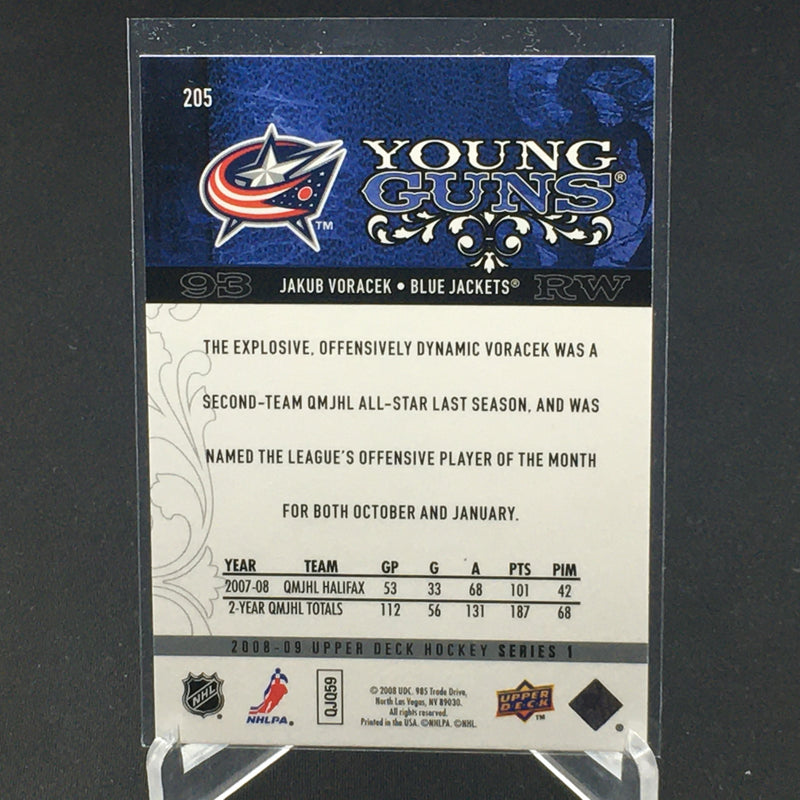 205
YOUNG
GUNS®
TM
93 JAKUB VORACEK • BLUE JACKETS® RW
THE EXPLOSIVE, OFFENSIVELY DYNAMIC VORACEK WAS A
SECOND-TEAM QMJHL ALL-STAR LAST SEASON, AND WAS
NAMED THE LEAGUE'S OFFENSIVE PLAYER OF THE MONTH
FOR BOTH OCTOBER AND JANUARY.
YEAR TEAM GP G A PTS PIM
2007-08 QMJHL HALIFAX 53 33 68 101 42
2-YEAR QMJHL TOTALS 112 56 131 187 68
2008-09 UPPER DECK HOCKEY SERIES 1
NHL ®
NHLPA.
QJQ59
© 2008 UDC. 985 Trade Drive,
North Las Vegas, NV 89030.
All rights reserved.
Printed in the USA. ©NHLPA. ©NHL.
UPPER
DECK
TM
®